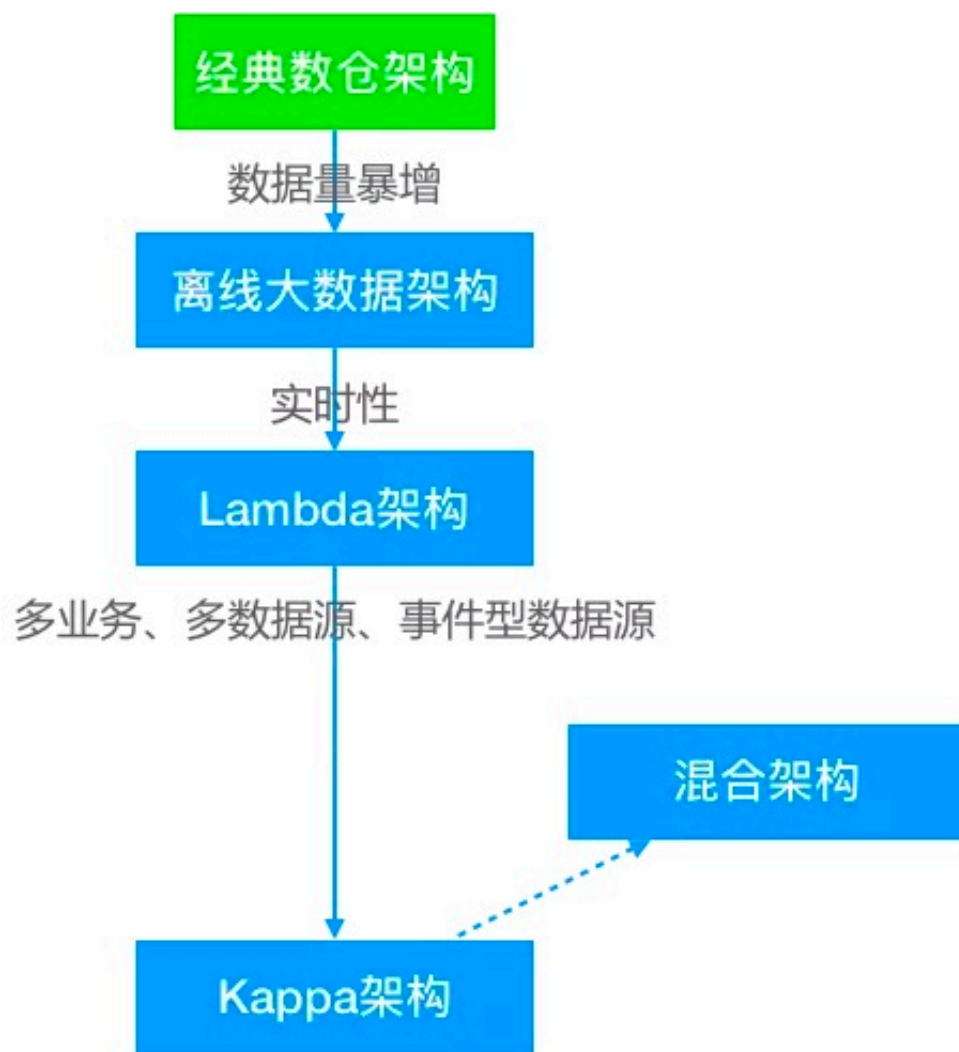 经典数仓架构
数据量暴增
离线大数据架构
实时性
Lambda架构
多业务、多数据源、事件型数据源
混合架构
Kappa架构